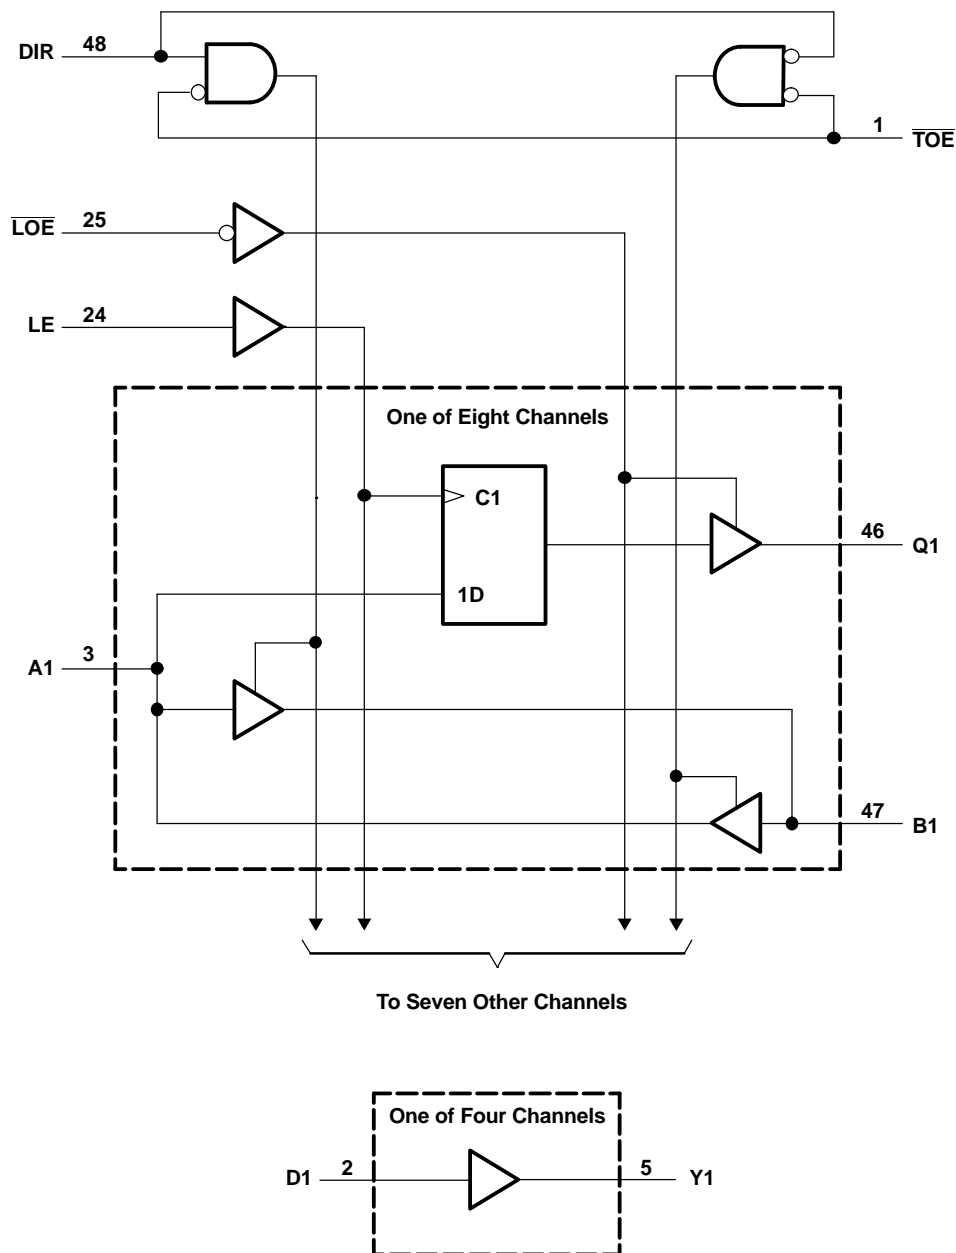 DIR 48
1 TOE
LOE 25
LE 24
One of Eight Channels
C1
46 Q1
1D
A1 3
47 B1
To Seven Other Channels
One of Four Channels
D1 2 5 Y1